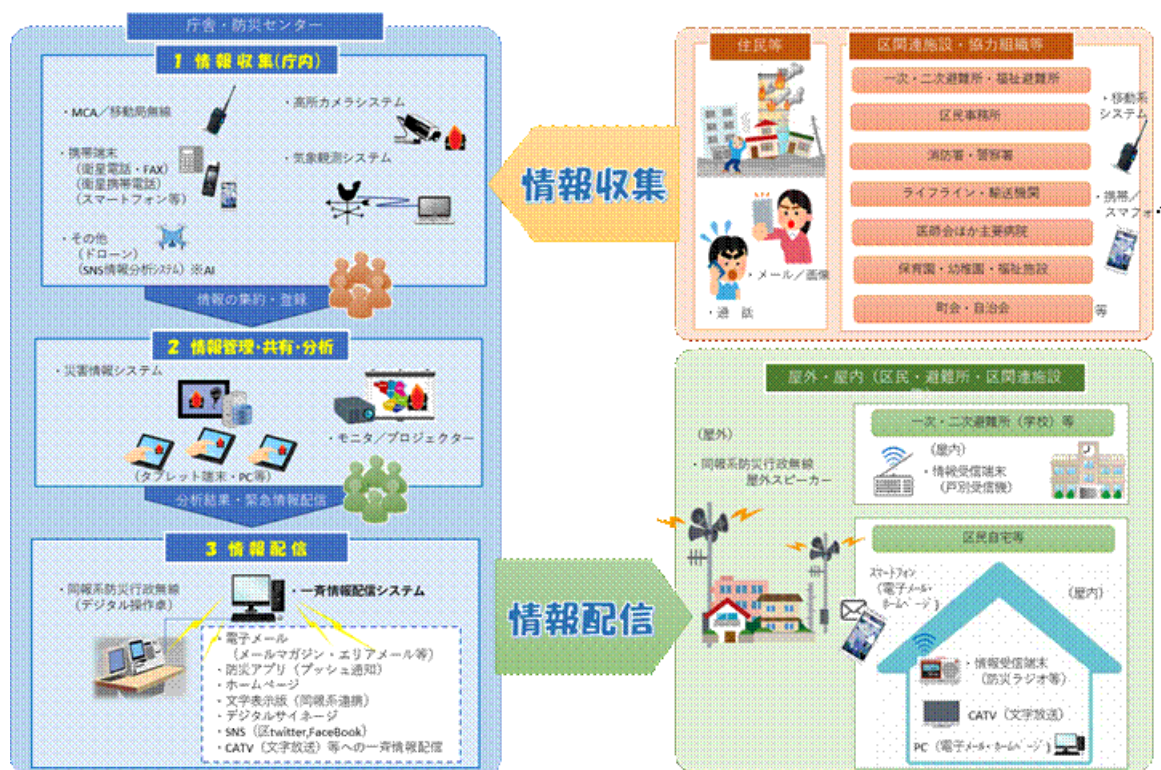 庁舎・防災センター
1 情報収集(庁内)
・MCA／移動局無線
・携帯端末
（衛星電話・FAX）
（衛星携帯電話）
（スマートフォン等）
・その他
（ドローン）
（SNS情報分析システム）※AI
・高所カメラシステム
・気象観測システム
情報の集約・登録
2 情報管理・共有・分析
・災害情報システム
（タブレット端末・PC等）
・モニタ／プロジェクター
分析結果・緊急情報配信
3 情報配信
・同報系防災行政無線
（デジタル操作卓）
・一斉情報配信システム
・電子メール
（メールマガジン・エリアメール等）
・防災アプリ（プッシュ通知）
・ホームページ
・文字表示版（同報系連携）
・デジタルサイネージ
・SNS（区twitter,FaceBook）
・CATV（文字放送）等への一斉情報配信
情報収集
住民等
・メール／画像
・通　話
区関連施設・協力組織等
一次・二次避難所・福祉避難所
区民事務所
消防署・警察署
ライフライン・輸送機関
医師会ほか主要病院
保育園・幼稚園・福祉施設
町会・自治会
等
・移動系
システム
・携帯／
スマフォ
情報配信
屋外・屋内（区民・避難所・区関連施設
（屋外）
・同報系防災行政無線
屋外スピーカー
一次・二次避難所（学校）等
（屋内）
・情報受信端末
（戸別受信機）
区民自宅等
スマートフォン
（電子メール・
ホームページ）
（屋内）
・情報受信端末
（防災ラジオ等）
CATV（文字放送）
PC（電子メール・ホームページ）